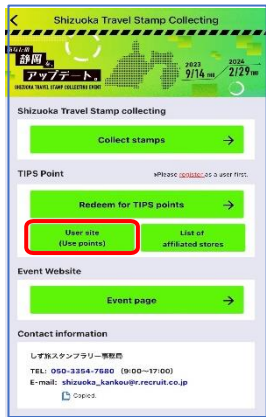 Shizuoka Travel Stamp Collecting
静岡、
アップデート。
SHIZUOKA TRAVEL STAMP COLLECTING EVENT
2023
9/14
2024
2/29
Shizuoka Travel Stamp collecting
Collect stamps →
TIPS Point
※Please register as a user first.
Redeem for TIPS points →
User site
(Use points)
List of
affiliated stores
Event Website
Event page →
Contact information
しず旅スタンプラリー事務局
TEL: 050-3354-7680 (9:00~17:00)
E-mail: shizuoka_kankou@r.recruit.co.jp
Copied.